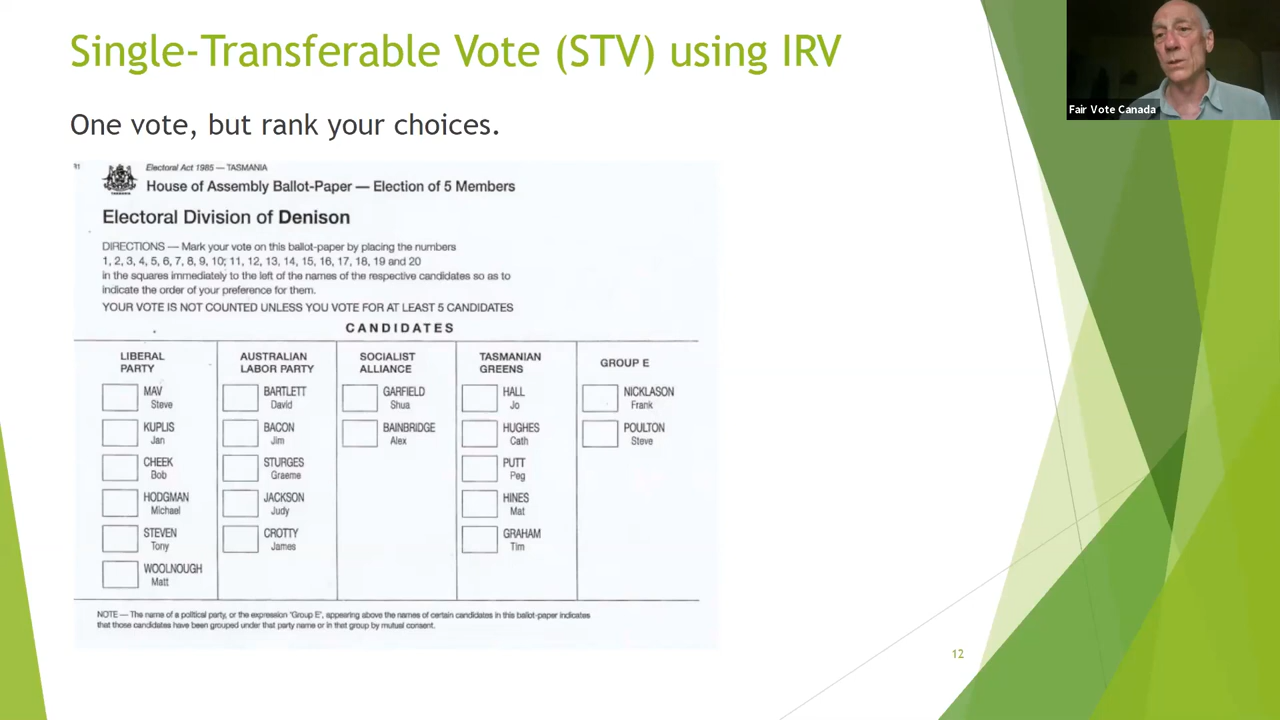 Single-Transferable Vote (STV) using IRV
Fair Vote Canada
One vote, but rank your choices.
Electoral Act 1985 — TASMANIA
House of Assembly Ballot-Paper — Election of 5 Members
Electoral Division of Denison
DIRECTIONS — Mark your vote on this ballot-paper by placing the numbers
1, 2, 3, 4, 5, 6, 7, 8, 9, 10; 11, 12, 13, 14, 15, 16, 17, 18, 19 and 20
in the squares immediately to the left of the names of the respective candidates so as to
indicate the order of your preference for them.
YOUR VOTE IS NOT COUNTED UNLESS YOU VOTE FOR AT LEAST 5 CANDIDATES
CANDIDATES
LIBERAL
PARTY
MAV
Steve
KUPLIS
Jan
CHEEK
Bob
HODGMAN
Michael
STEVEN
Tony
WOOLNOUGH
Matt
AUSTRALIAN
LABOR PARTY
BARTLETT
David
BACON
Jim
STURGES
Graeme
JACKSON
Judy
CROTTY
James
SOCIALIST
ALLIANCE
GARFIELD
Shua
BAINBRIDGE
Alex
TASMANIAN
GREENS
HALL
Jo
HUGHES
Cath
PUTT
Peg
HINES
Mat
GRAHAM
Tim
GROUP E
NICKLASON
Frank
POULTON
Steve
NOTE — The name of a political party, or the expression 'Group E', appearing above the names of certain candidates in this ballot-paper indicates
that those candidates have been grouped under that party name or in that group by mutual consent.
12